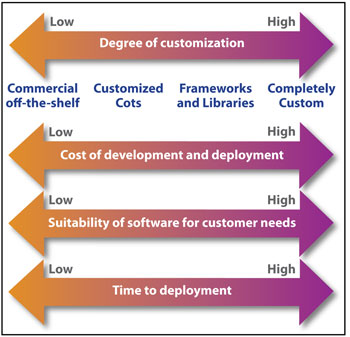 Low High
Degree of customization
Commercial Customized Frameworks Completely
off-the-shelf Cots and Libraries Custom
Low High
Cost of development and deployment
Low High
Suitability of software for customer needs
Low High
Time to deployment